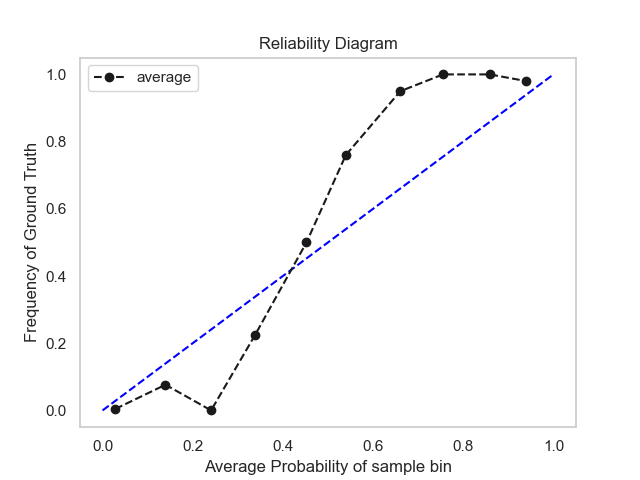 Reliability Diagram
average
1.0
0.8
0.6
0.4
0.2
0.0
Frequency of Ground Truth
0.0 0.2 0.4 0.6 0.8 1.0
Average Probability of sample bin